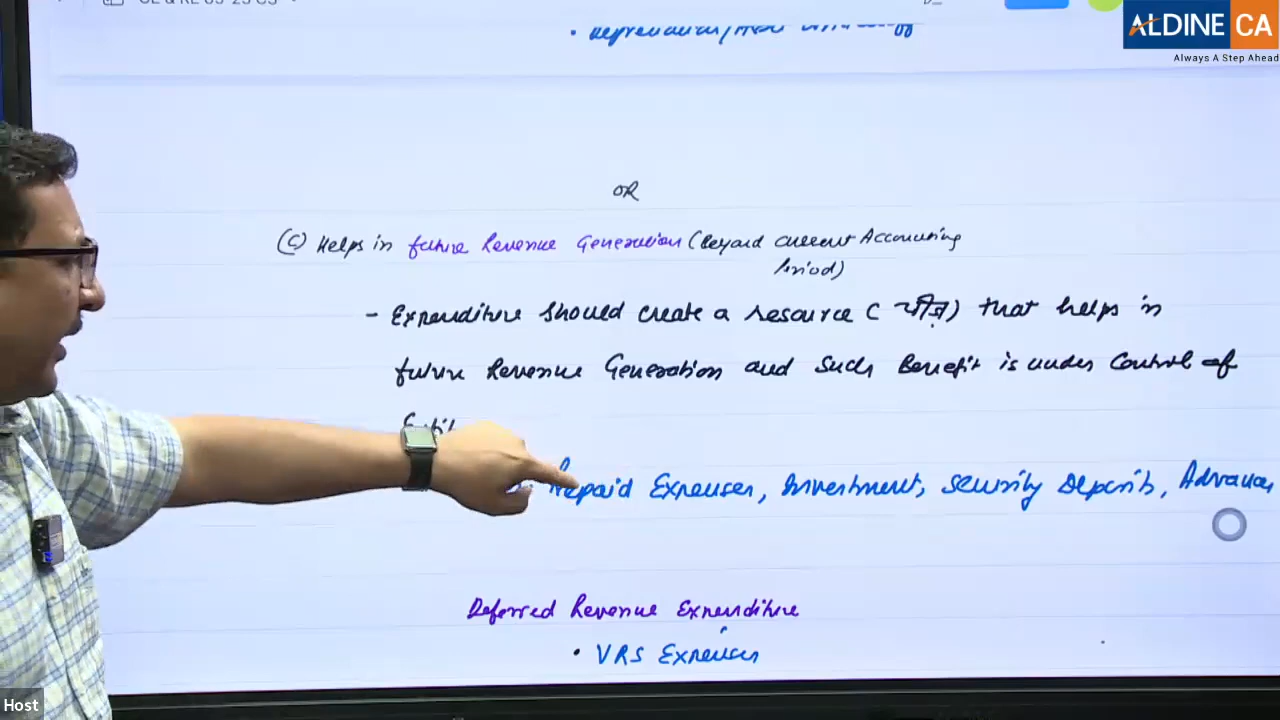 ALDINE CA
Always A Step Ahead
OR
(C) Helps in future Revenue Generation (Beyond current Accounting
Period)
- Expenditure should create a resource ( चीज़) that helps in
future Revenue Generation and Such Benefit is under Control of
Prepaid Expenses, Investment, Security Deposits, Advances
Deferred Revenue Expenditure
• VRS Expenses
Host